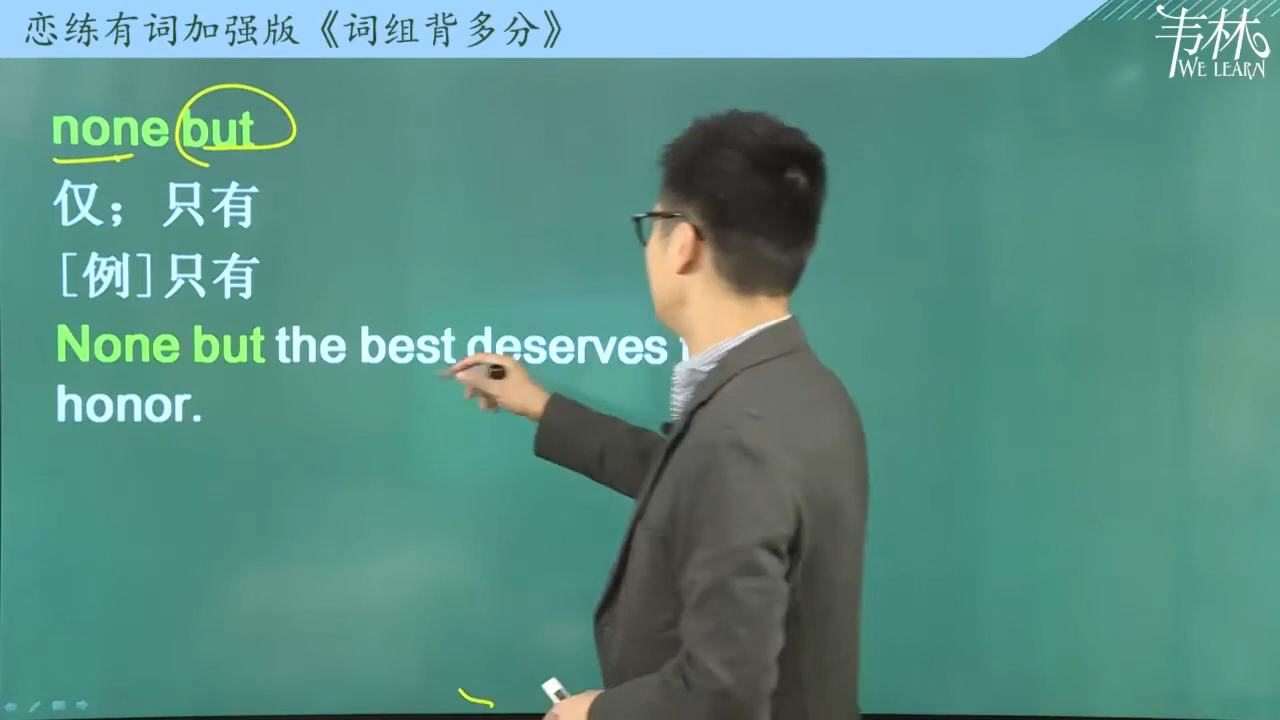 恋练有词加强版《词组背多分》
韦林
WE LEARN
none but
仅；只有
[例]只有
None but the best deserves
honor.